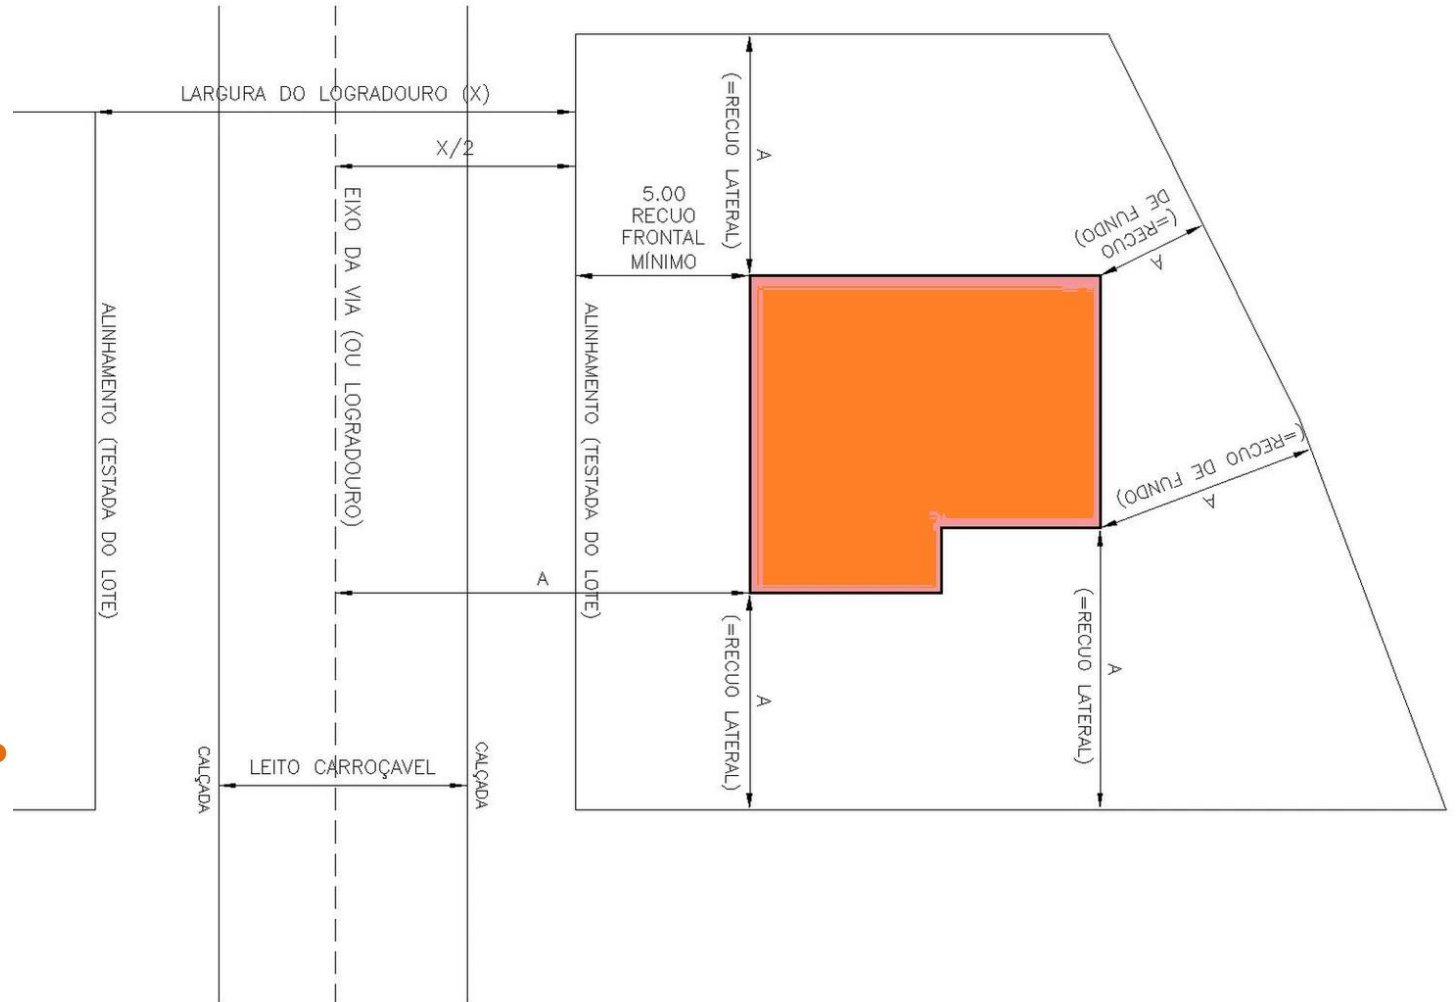 LARGURA DO LOGRADOURO (X)
X/2
5.00
RECUO
FRONTAL
MÍNIMO
A
(=RECUO LATERAL)
A
(=RECUO
DE FUNDO)
EIXO DA VIA (OU LOGRADOURO)
ALINHAMENTO (TESTADA DO LOTE)
ALINHAMENTO (TESTADA DO LOTE)
(=RECUO DE FUNDO)
A
A
A
(=RECUO LATERAL)
A
(=RECUO LATERAL)
CALÇADA
LEITO CARROÇAVEL
CALÇADA